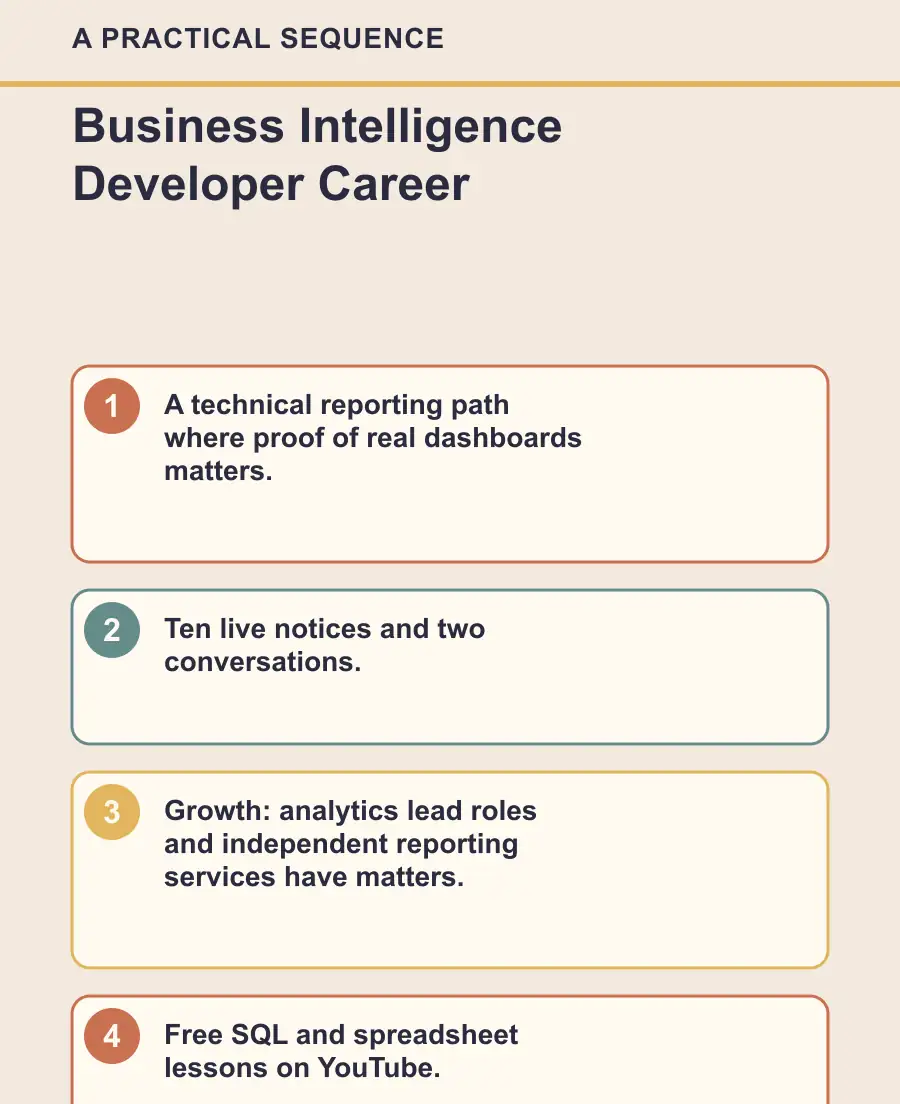 A PRACTICAL SEQUENCE
Business Intelligence
Developer Career
1
A technical reporting path
where proof of real dashboards
matters.
2
Ten live notices and two
conversations.
3
Growth: analytics lead roles
and independent reporting
services have matters.
4
Free SQL and spreadsheet
lessons on YouTube.